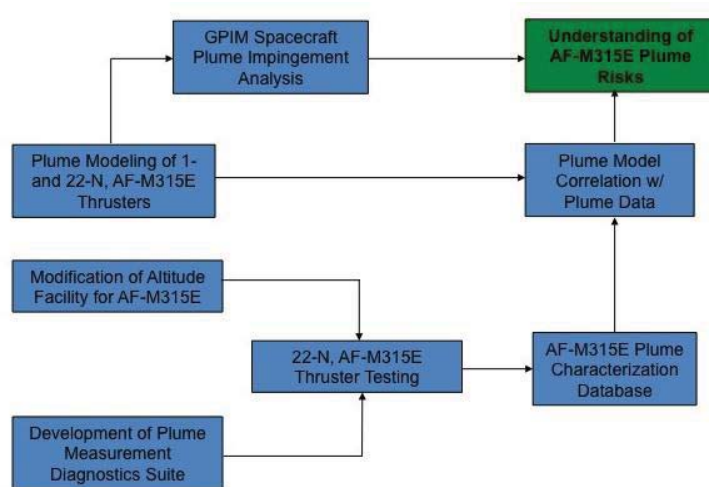 GPIM Spacecraft
Plume Impingement
Analysis
Understanding of
AF-M315E Plume
Risks
Plume Modeling of 1-
and 22-N, AF-M315E
Thrusters
Plume Model
Correlation w/
Plume Data
Modification of Altitude
Facility for AF-M315E
22-N, AF-M315E
Thruster Testing
AF-M315E Plume
Characterization
Database
Development of Plume
Measurement
Diagnostics Suite